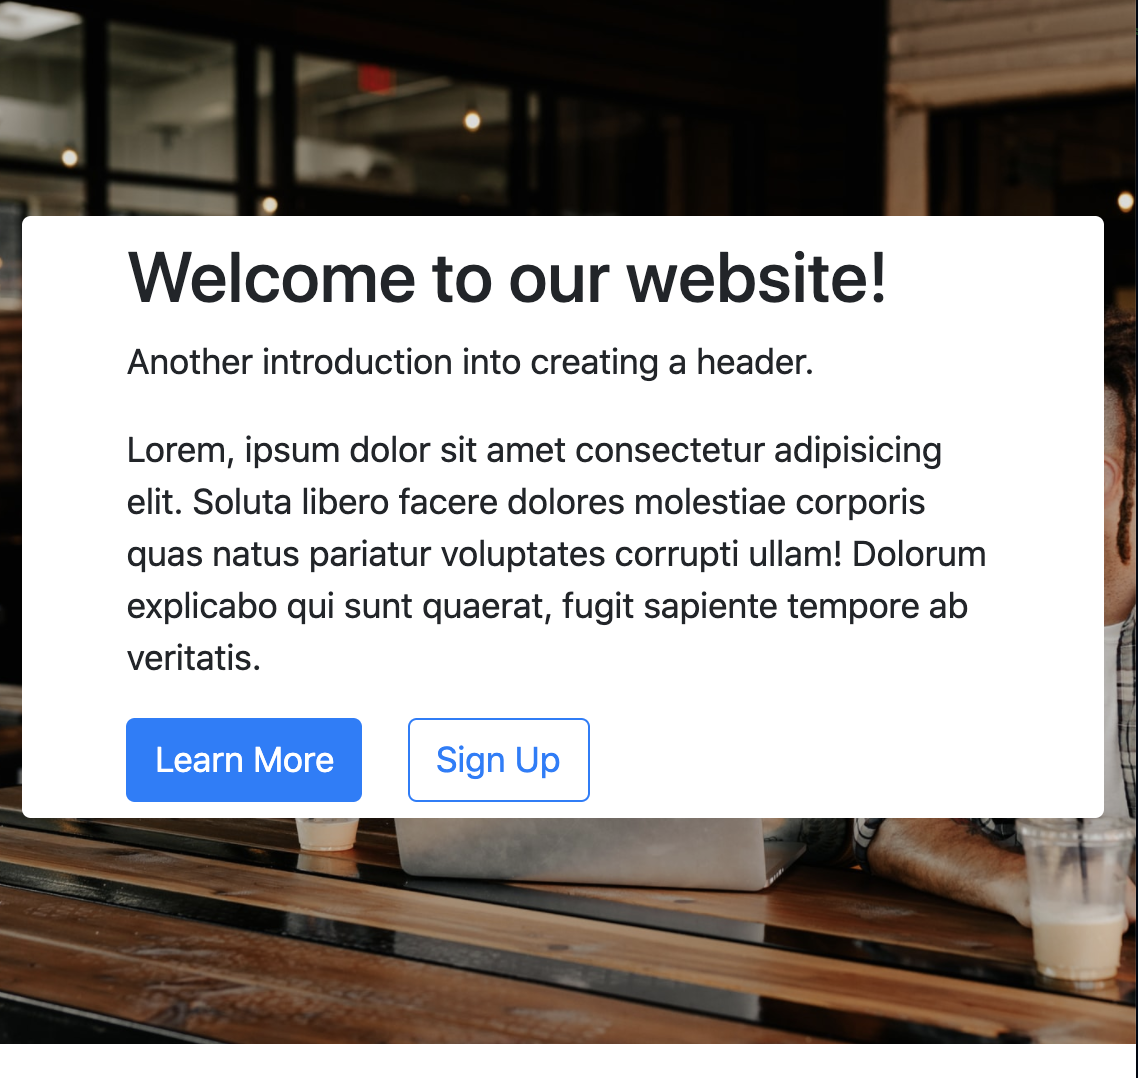 Welcome to our website!
Another introduction into creating a header.
Lorem, ipsum dolor sit amet consectetur adipisicing
elit. Soluta libero facere dolores molestiae corporis
quas natus pariatur voluptates corrupti ullam! Dolorum
explicabo qui sunt quaerat, fugit sapiente tempore ab
veritatis.
Learn More
Sign Up